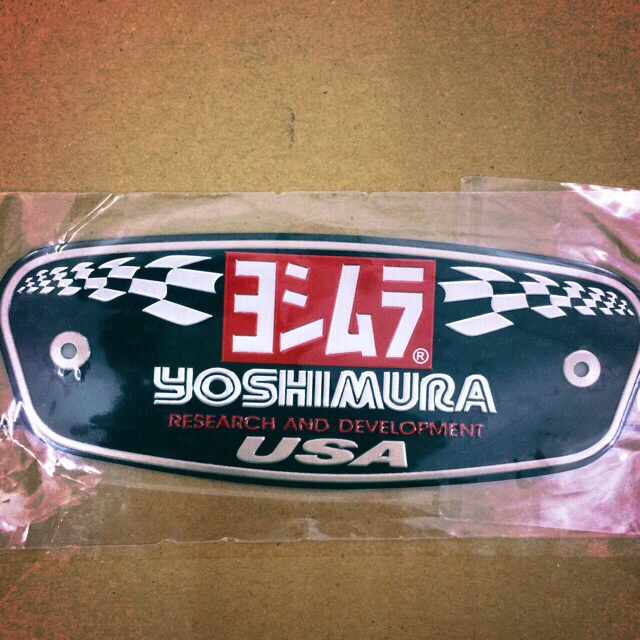 ヨシムラ®
YOSHIMURA
RESEARCH AND DEVELOPMENT
USA